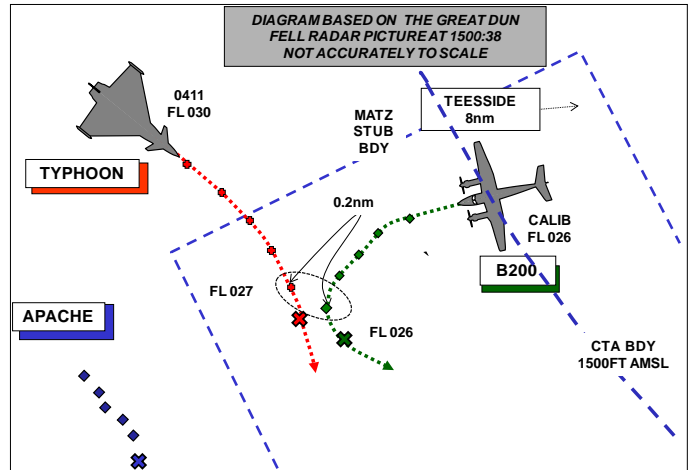 DIAGRAM BASED ON THE GREAT DUN
FELL RADAR PICTURE AT 1500:38
NOT ACCURATELY TO SCALE
0411
FL 030
TYPHOON
MATZ
STUB
BDY
TEESSIDE
8nm
0.2nm
CALIB
FL 026
B200
FL 027
FL 026
APACHE
CTA BDY
1500FT AMSL